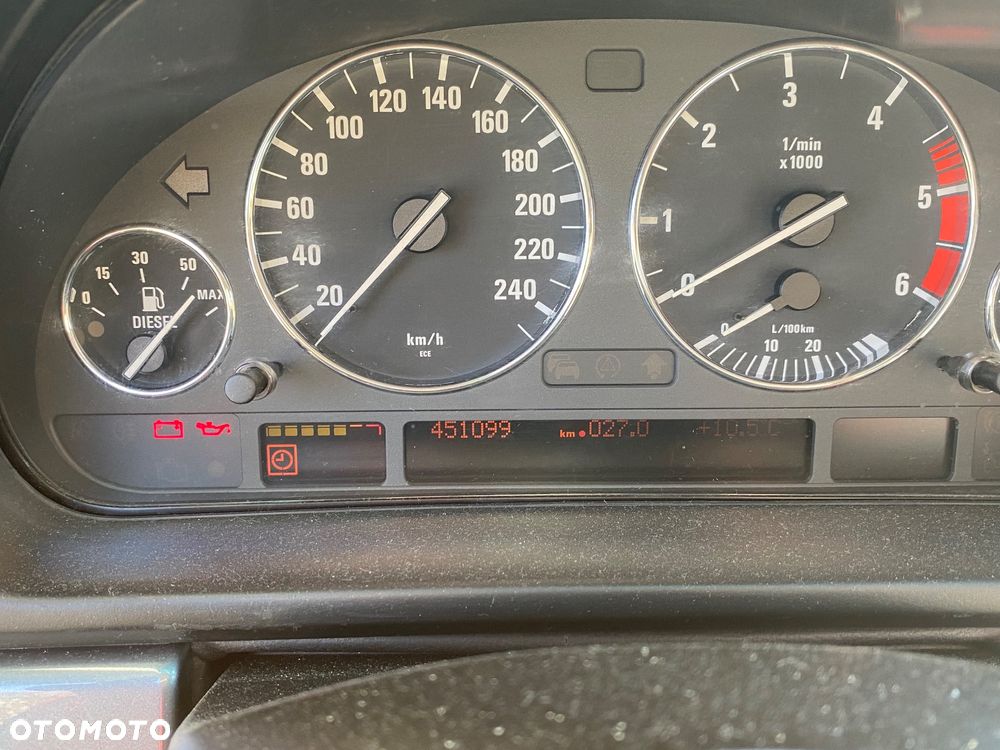 0 15 30 50 MAX
DIESEL
20 40 60 80 100 120 140 160 180 200 220 240
km/h
ECE
0 1 2 3 4 5 6
1/min
x1000
0 10 20
L/100km
451099 km 027.0 +10.5C
OTOMOTO